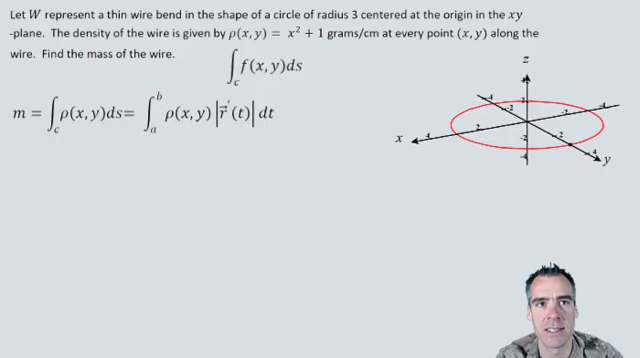 Let W represent a thin wire bend in the shape of a circle of radius 3 centered at the origin in the xy
-plane. The density of the wire is given by ρ(x, y) = x² + 1 grams/cm at every point (x, y) along the
wire. Find the mass of the wire.
∫_c f(x, y)ds
m = ∫_c ρ(x, y)ds = ∫_a^b ρ(x, y) |r⃗′(t)| dt
z
x
y